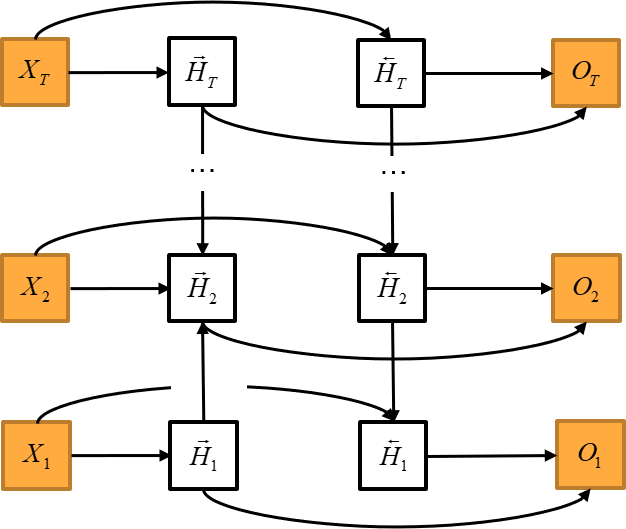 X_T H⃗_T H⃖_T O_T
... ...
X_2 H⃗_2 H⃖_2 O_2
X_1 H⃗_1 H⃖_1 O_1